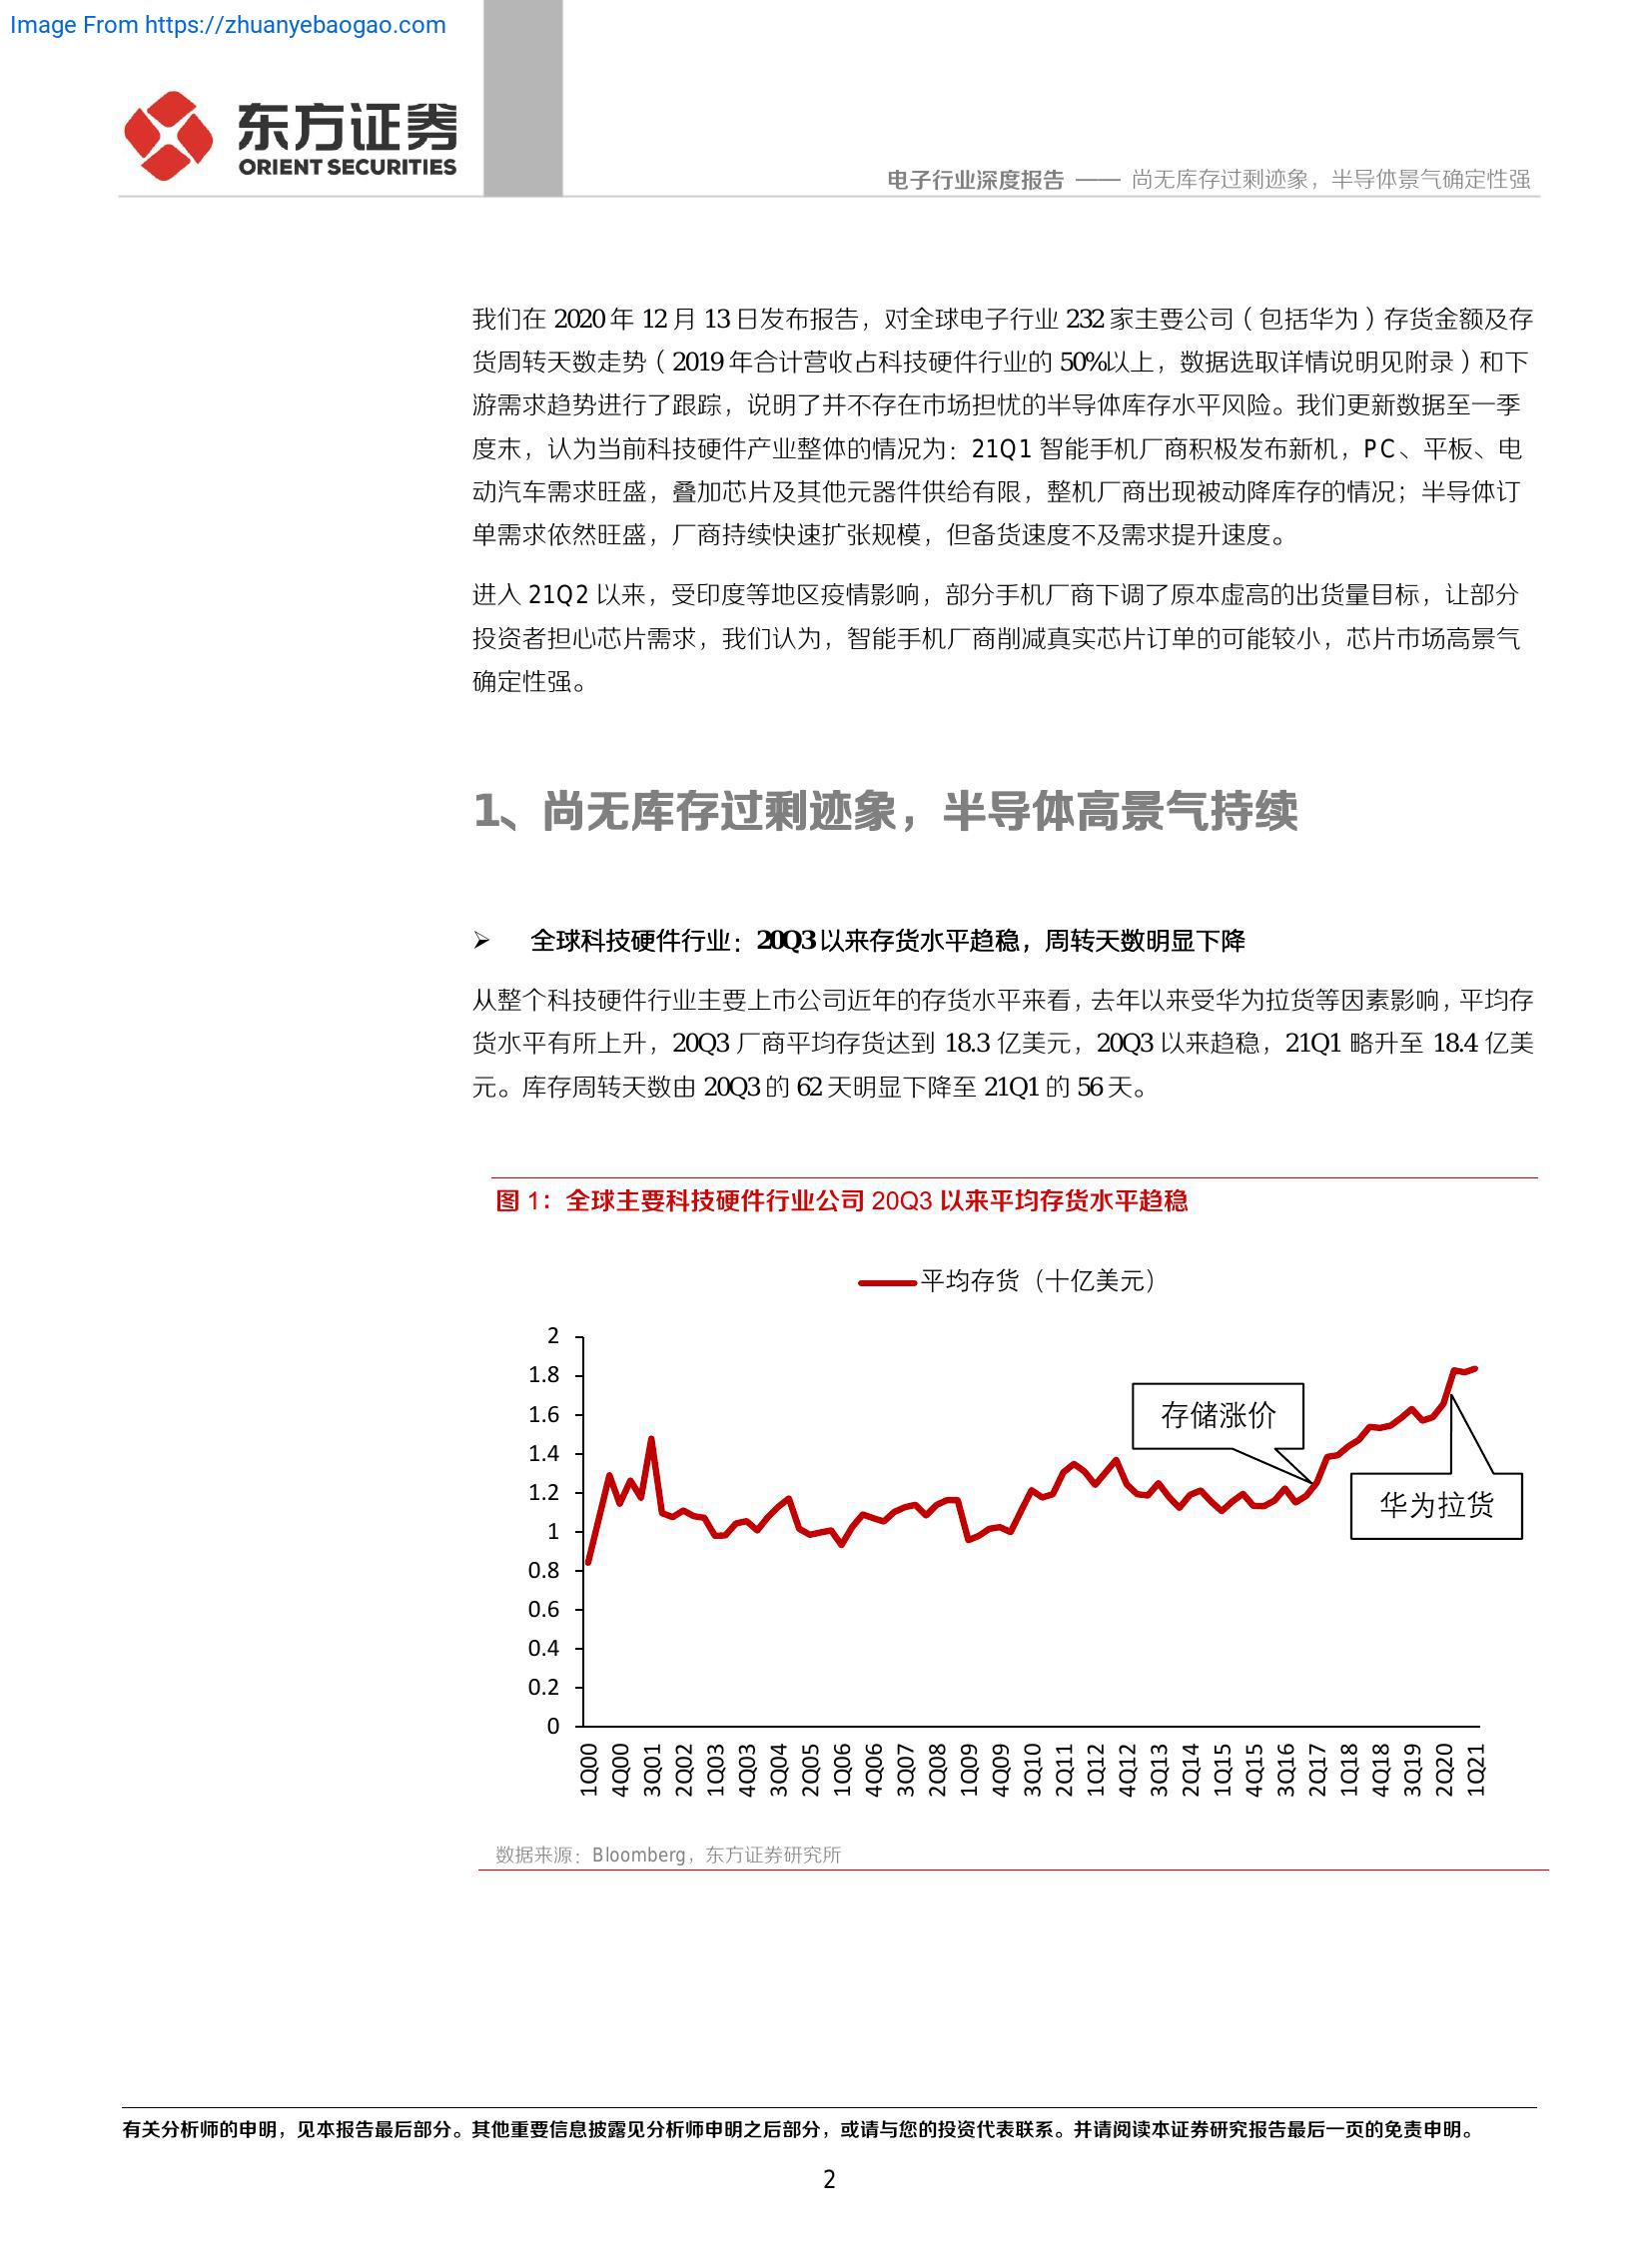 Image From https://zhuanyebaogao.com
东方证券
ORIENT SECURITIES
电子行业深度报告 —— 尚无库存过剩迹象，半导体景气确定性强
我们在 2020 年 12 月 13 日发布报告，对全球电子行业 232 家主要公司（包括华为）存货金额及存
货周转天数走势（2019 年合计营收占科技硬件行业的 50%以上，数据选取详情说明见附录）和下
游需求趋势进行了跟踪，说明了并不存在市场担忧的半导体库存水平风险。我们更新数据至一季
度末，认为当前科技硬件产业整体的情况为：21Q1 智能手机厂商积极发布新机，PC、平板、电
动汽车需求旺盛，叠加芯片及其他元器件供给有限，整机厂商出现被动降库存的情况；半导体订
单需求依然旺盛，厂商持续快速扩张规模，但备货速度不及需求提升速度。
进入 21Q2 以来，受印度等地区疫情影响，部分手机厂商下调了原本虚高的出货量目标，让部分
投资者担心芯片需求，我们认为，智能手机厂商削减真实芯片订单的可能较小，芯片市场高景气
确定性强。
1、尚无库存过剩迹象，半导体高景气持续
➢ 全球科技硬件行业：20Q3 以来存货水平趋稳，周转天数明显下降
从整个科技硬件行业主要上市公司近年的存货水平来看，去年以来受华为拉货等因素影响，平均存
货水平有所上升，20Q3 厂商平均存货达到 18.3 亿美元，20Q3 以来趋稳，21Q1 略升至 18.4 亿美
元。库存周转天数由 20Q3 的 62 天明显下降至 21Q1 的 56 天。
图 1：全球主要科技硬件行业公司 20Q3 以来平均存货水平趋稳
平均存货（十亿美元）
2
1.8
1.6
1.4
1.2
1
0.8
0.6
0.4
0.2
0
存储涨价
华为拉货
1Q00 4Q00 3Q01 2Q02 1Q03 4Q03 3Q04 2Q05 1Q06 4Q06 3Q07 2Q08 1Q09 4Q09 3Q10 2Q11 1Q12 4Q12 3Q13 2Q14 1Q15 4Q15 3Q16 2Q17 1Q18 4Q18 3Q19 2Q20 1Q21
数据来源：Bloomberg，东方证券研究所
有关分析师的申明，见本报告最后部分。其他重要信息披露见分析师申明之后部分，或请与您的投资代表联系。并请阅读本证券研究报告最后一页的免责申明。
2